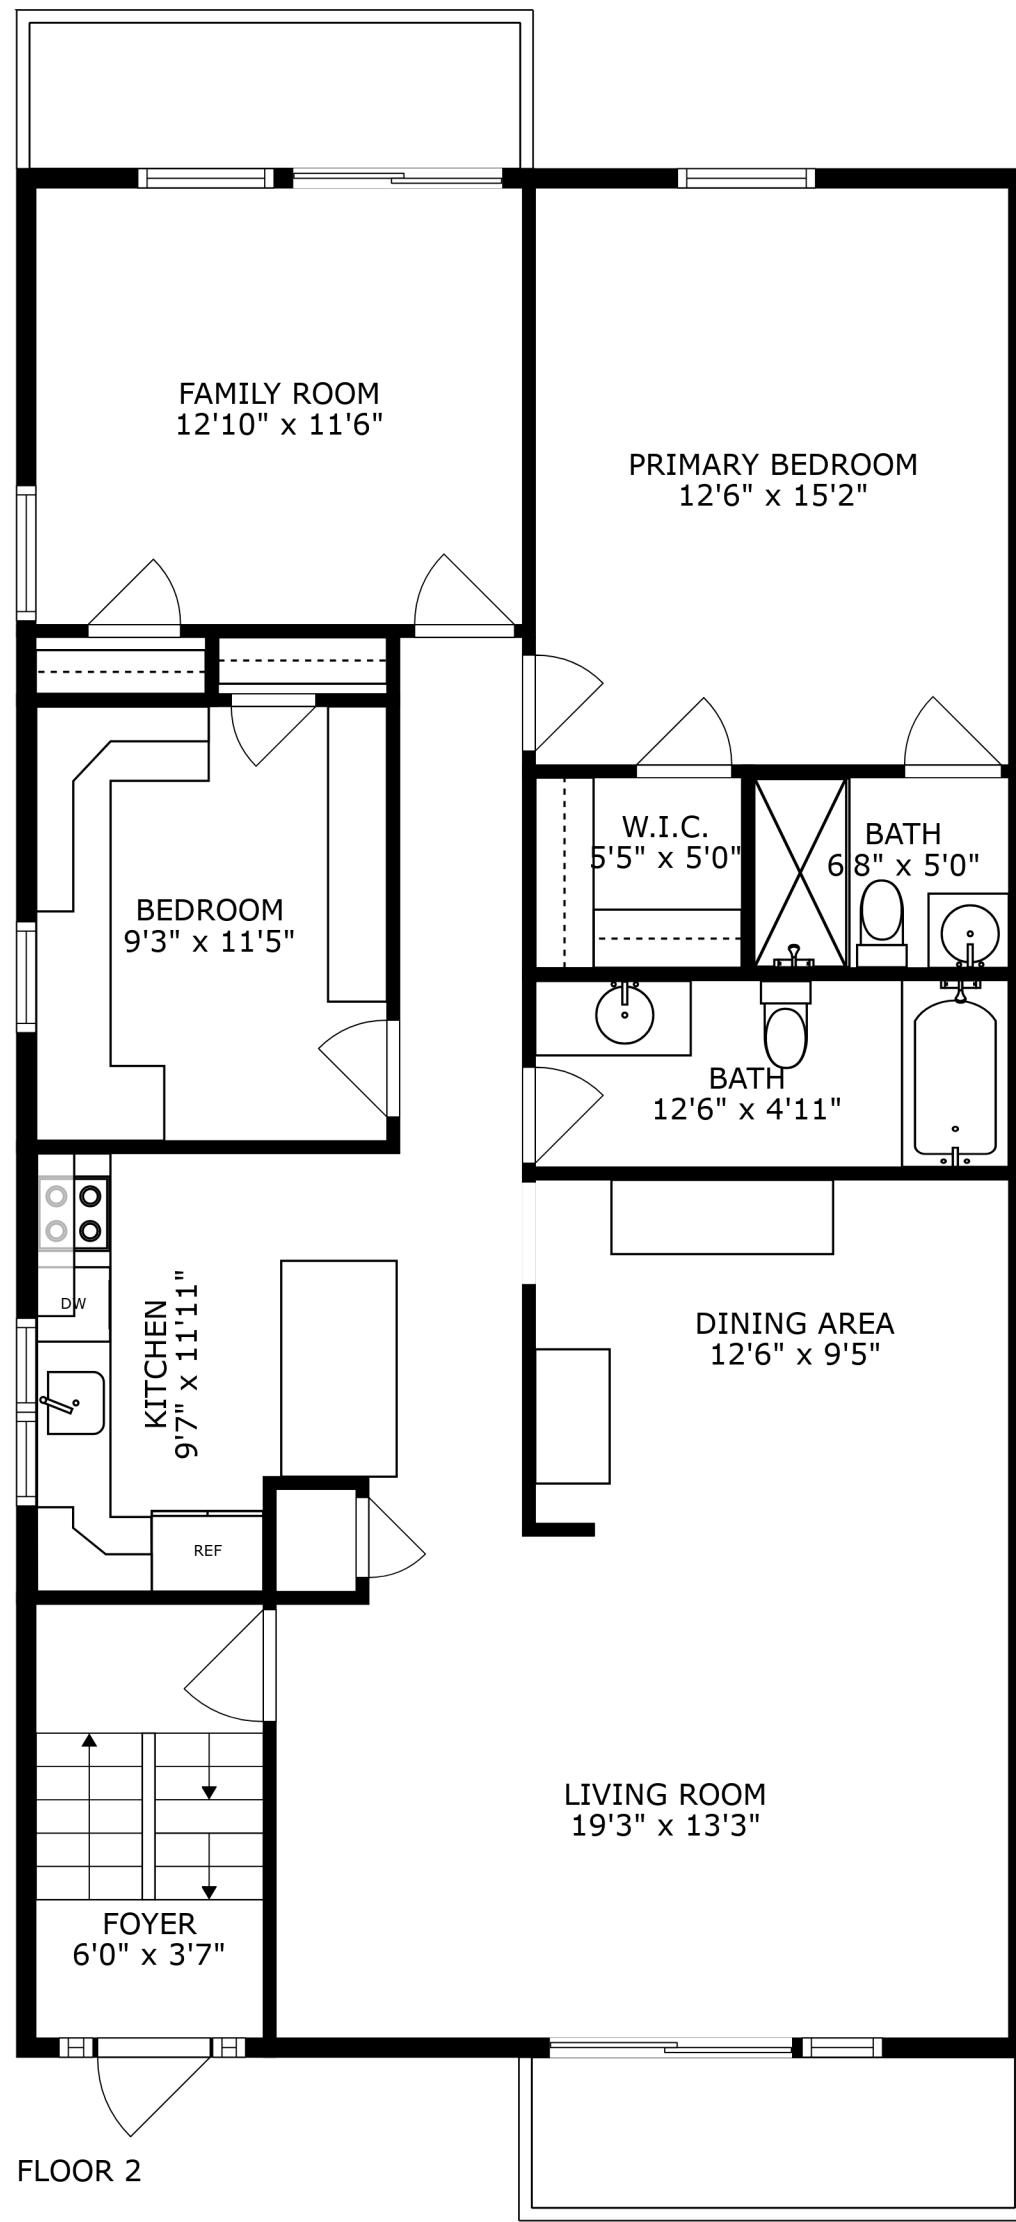 FAMILY ROOM
12'10" x 11'6"
PRIMARY BEDROOM
12'6" x 15'2"
W.I.C.
5'5" x 5'0"
BATH
6'8" x 5'0"
BEDROOM
9'3" x 11'5"
BATH
12'6" x 4'11"
DW
KITCHEN
9'7" x 11'11"
DINING AREA
12'6" x 9'5"
REF
LIVING ROOM
19'3" x 13'3"
FOYER
6'0" x 3'7"
FLOOR 2